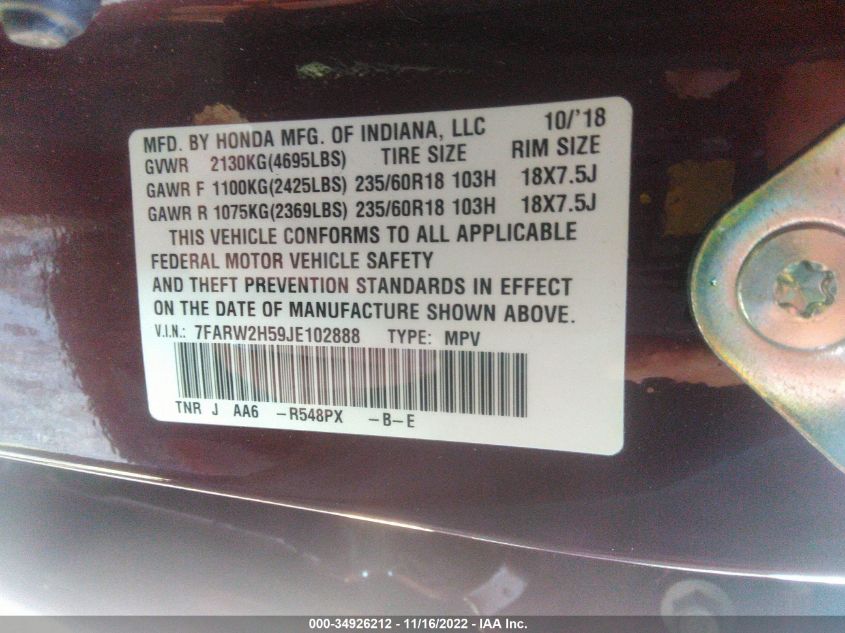 MFD. BY HONDA MFG. OF INDIANA, LLC 10/'18
GVWR 2130KG(4695LBS) TIRE SIZE RIM SIZE
GAWR F 1100KG(2425LBS) 235/60R18 103H 18X7.5J
GAWR R 1075KG(2369LBS) 235/60R18 103H 18X7.5J
THIS VEHICLE CONFORMS TO ALL APPLICABLE
FEDERAL MOTOR VEHICLE SAFETY
AND THEFT PREVENTION STANDARDS IN EFFECT
ON THE DATE OF MANUFACTURE SHOWN ABOVE.
V.I.N.: 7FARW2H59JE102888 TYPE: MPV
TNR J AA6 -R548PX -B-E
000-34926212 - 11/16/2022 - IAA Inc.